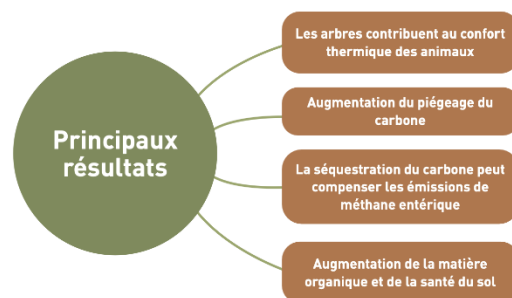 Principaux
résultats
Les arbres contribuent au confort
thermique des animaux
Augmentation du piégeage du
carbone
La séquestration du carbone peut
compenser les émissions de
méthane entérique
Augmentation de la matière
organique et de la santé du sol